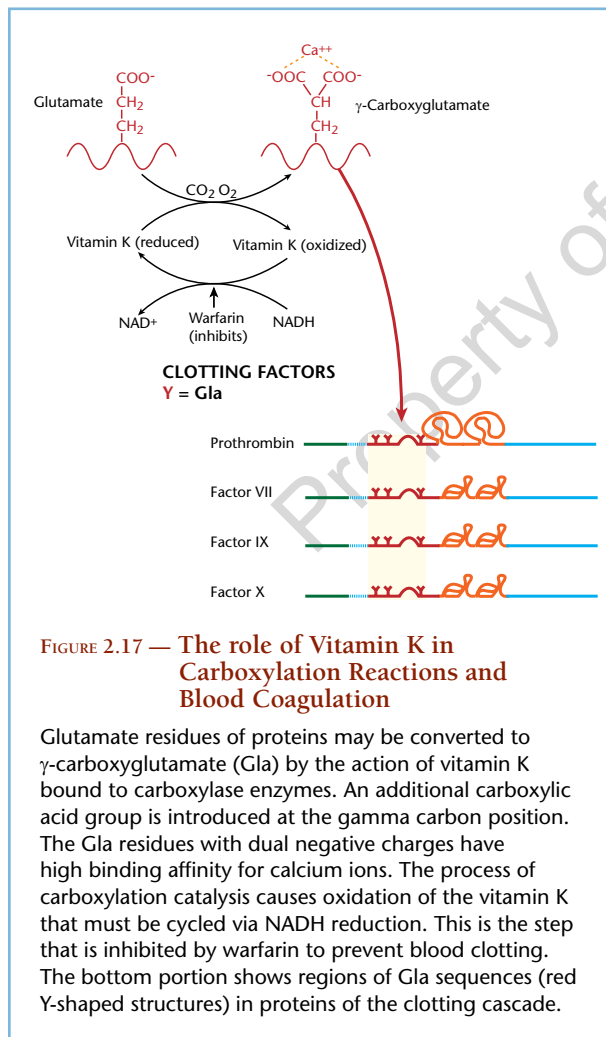 Ca++
COO-
-OOC COO-
Glutamate CH2 CH γ-Carboxyglutamate
CH2 CH2
CO2 O2
Vitamin K (reduced) Vitamin K (oxidized)
NAD+ Warfarin NADH
(inhibits)
CLOTTING FACTORS
Y = Gla
Prothrombin
Factor VII
Factor IX
Factor X
Property of
FIGURE 2.17 — The role of Vitamin K in
Carboxylation Reactions and
Blood Coagulation
Glutamate residues of proteins may be converted to
γ-carboxyglutamate (Gla) by the action of vitamin K
bound to carboxylase enzymes. An additional carboxylic
acid group is introduced at the gamma carbon position.
The Gla residues with dual negative charges have
high binding affinity for calcium ions. The process of
carboxylation catalysis causes oxidation of the vitamin K
that must be cycled via NADH reduction. This is the step
that is inhibited by warfarin to prevent blood clotting.
The bottom portion shows regions of Gla sequences (red
Y-shaped structures) in proteins of the clotting cascade.